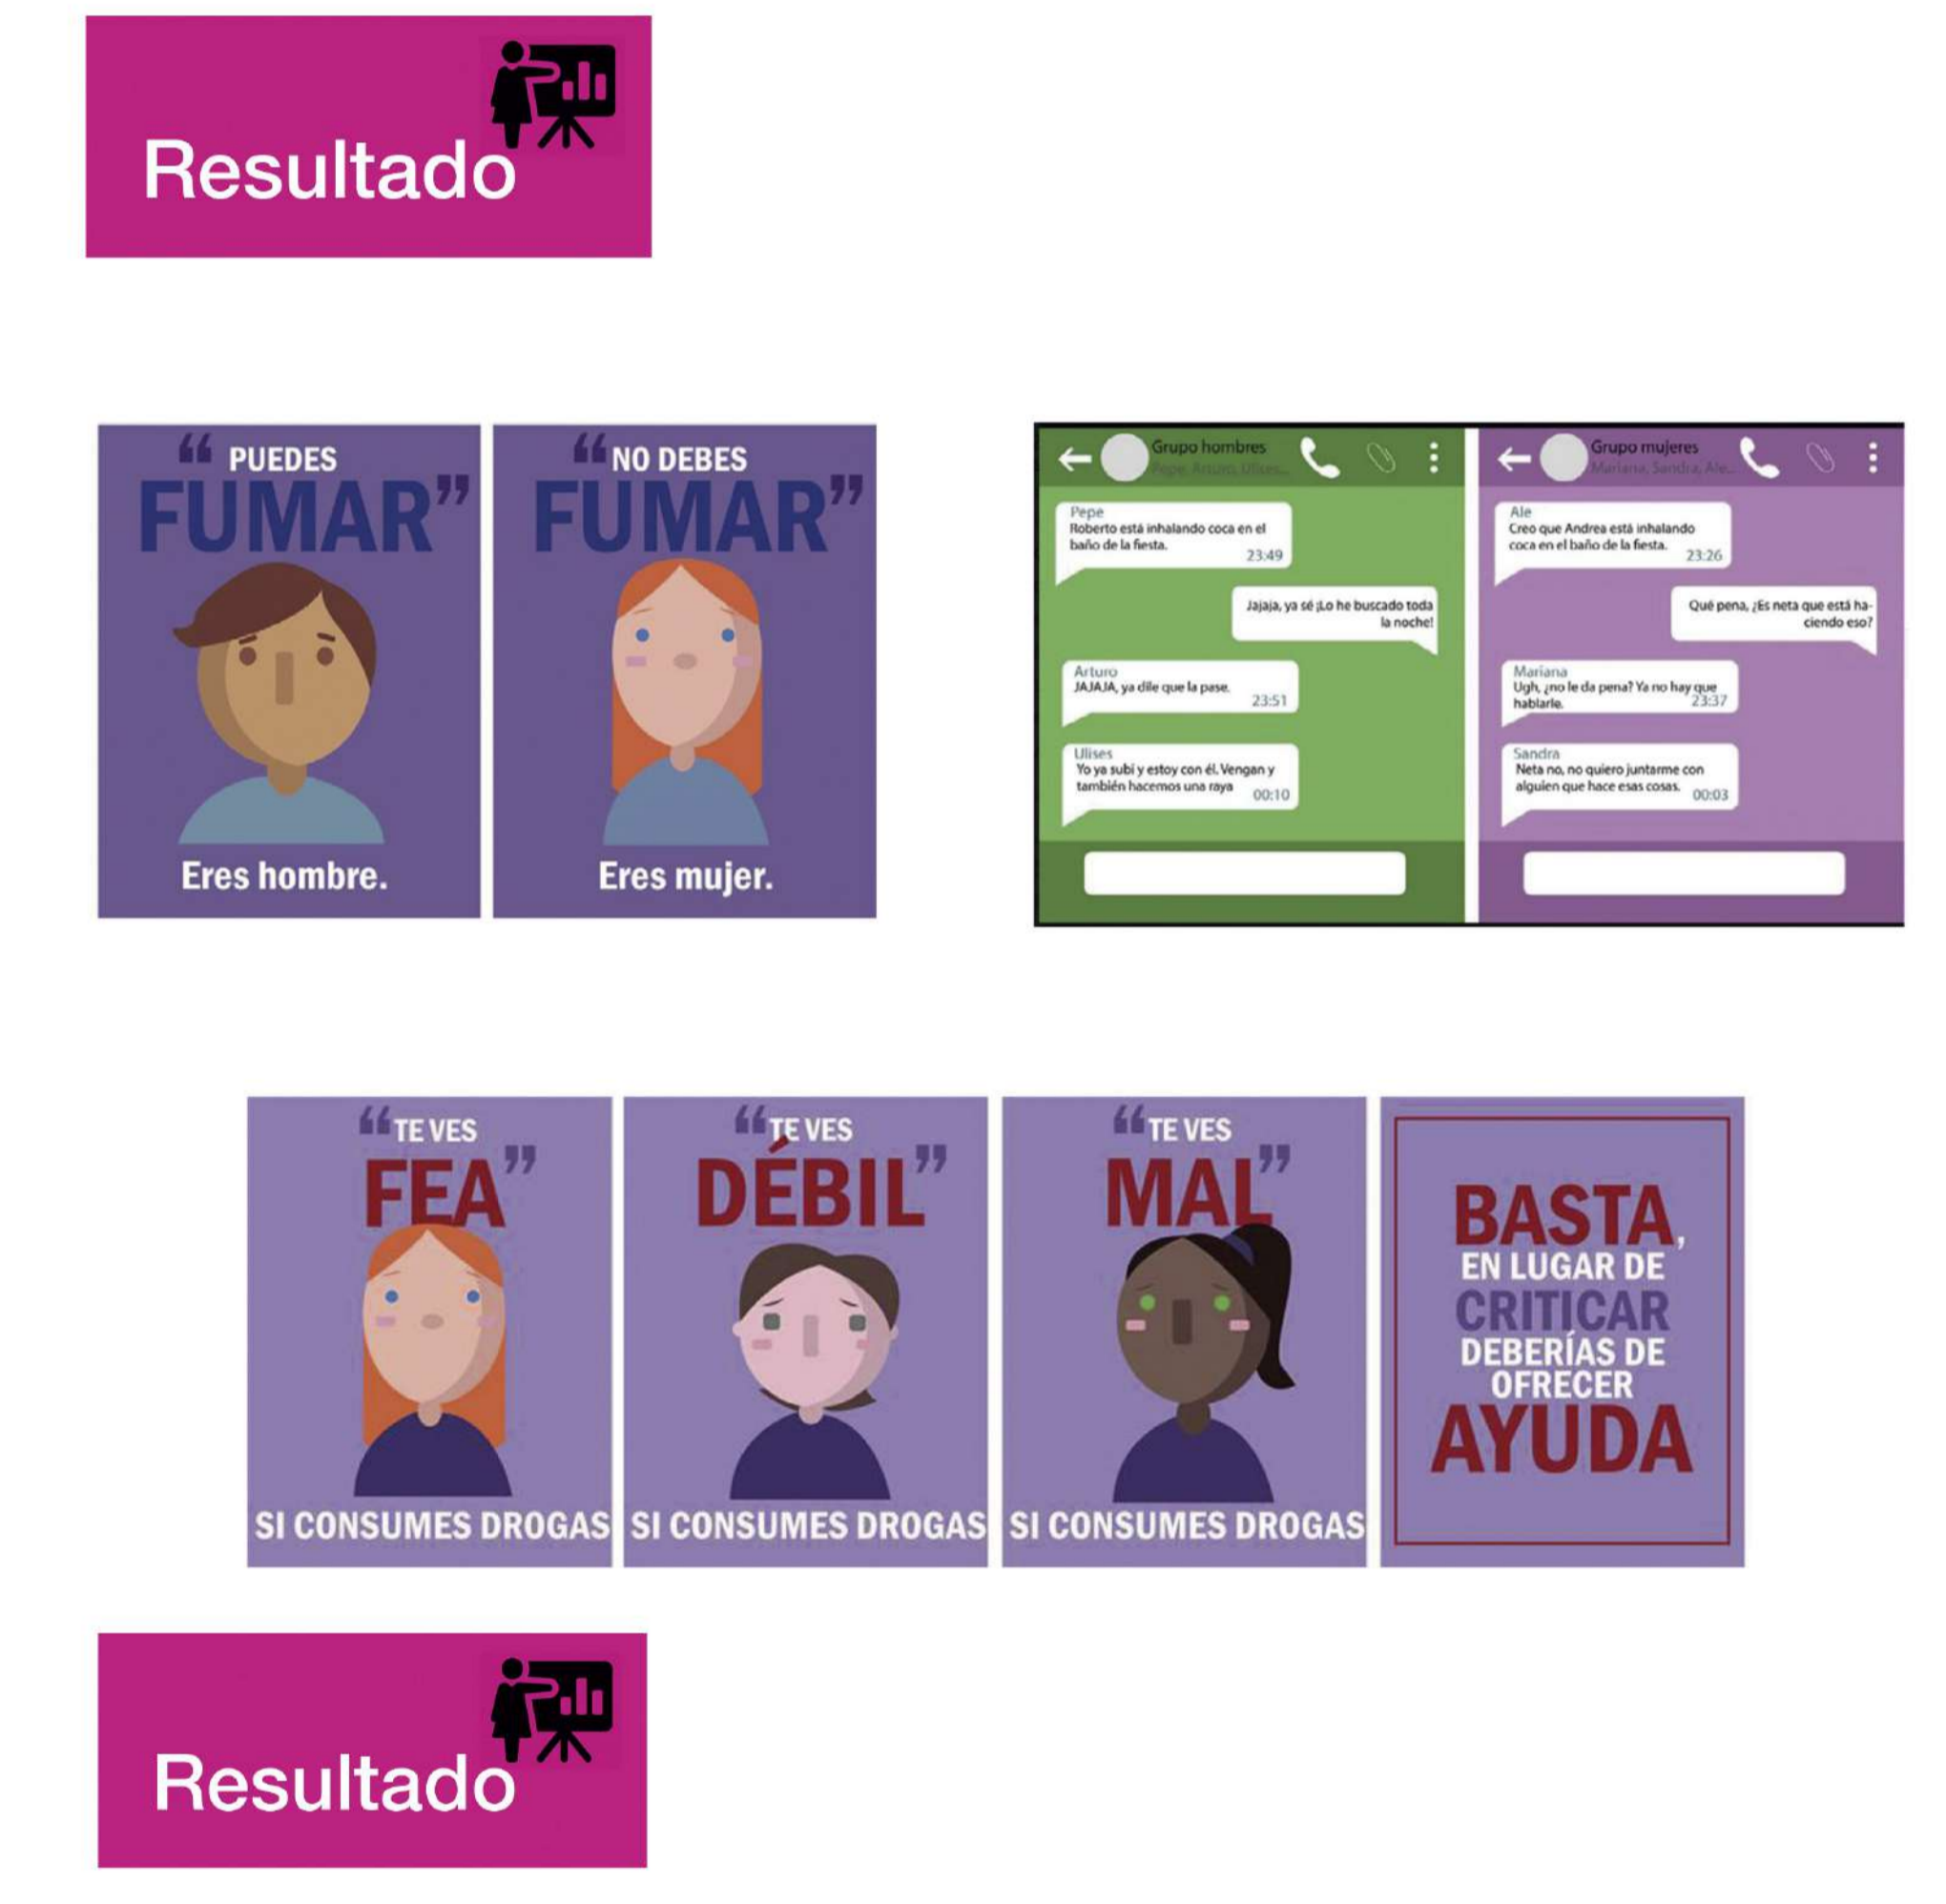 Resultado
“PUEDES
FUMAR”
Eres hombre.
“NO DEBES
FUMAR”
Eres mujer.
Grupo hombres
Pepe, Arturo, Ulises...
Pepe
Roberto está inhalando coca en el
baño de la fiesta.
23:49
Jajaja, ya sé ¡Lo he buscado toda
la noche!
Arturo
JAJAJA, ya dile que la pase.
23:51
Ulises
Yo ya subi y estoy con él. Vengan y
también hacemos una raya
00:10
Grupo mujeres
Mariana, Sandra, Ale...
Ale
Creo que Andrea está inhalando
coca en el baño de la fiesta.
23:26
Qué pena, ¿Es neta que está ha-
ciendo eso?
Mariana
Ugh, ¿no le da pena? Ya no hay que
hablarle.
23:37
Sandra
Neta no, no quiero juntarme con
alguien que hace esas cosas.
00:03
“TE VES
FEA”
SI CONSUMES DROGAS
“TE VES
DÉBIL”
SI CONSUMES DROGAS
“TE VES
MAL”
SI CONSUMES DROGAS
BASTA,
EN LUGAR DE
CRITICAR
DEBERÍAS DE
OFRECER
AYUDA
Resultado